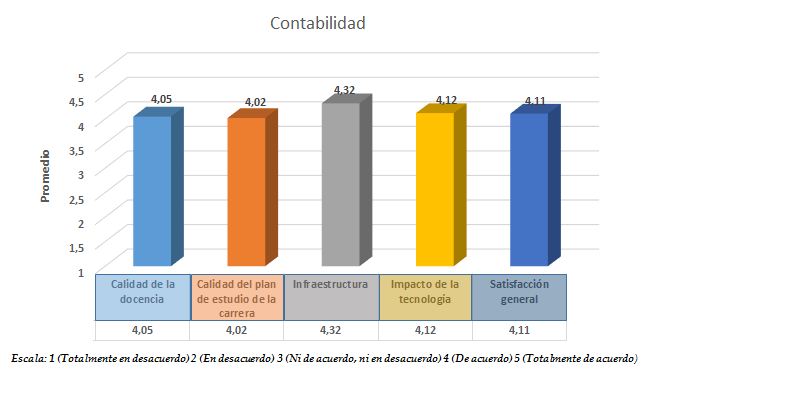 Contabilidad
5
4,5
4
3,5
3
2,5
2
1,5
1
Promedio
4,05
4,02
4,32
4,12
4,11
Calidad de la
docencia
Calidad del plan
de estudio de la
carrera
Infraestructura
Impacto de la
tecnología
Satisfacción
general
4,05
4,02
4,32
4,12
4,11
Escala: 1 (Totalmente en desacuerdo) 2 (En desacuerdo) 3 (Ni de acuerdo, ni en desacuerdo) 4 (De acuerdo) 5 (Totalmente de acuerdo)